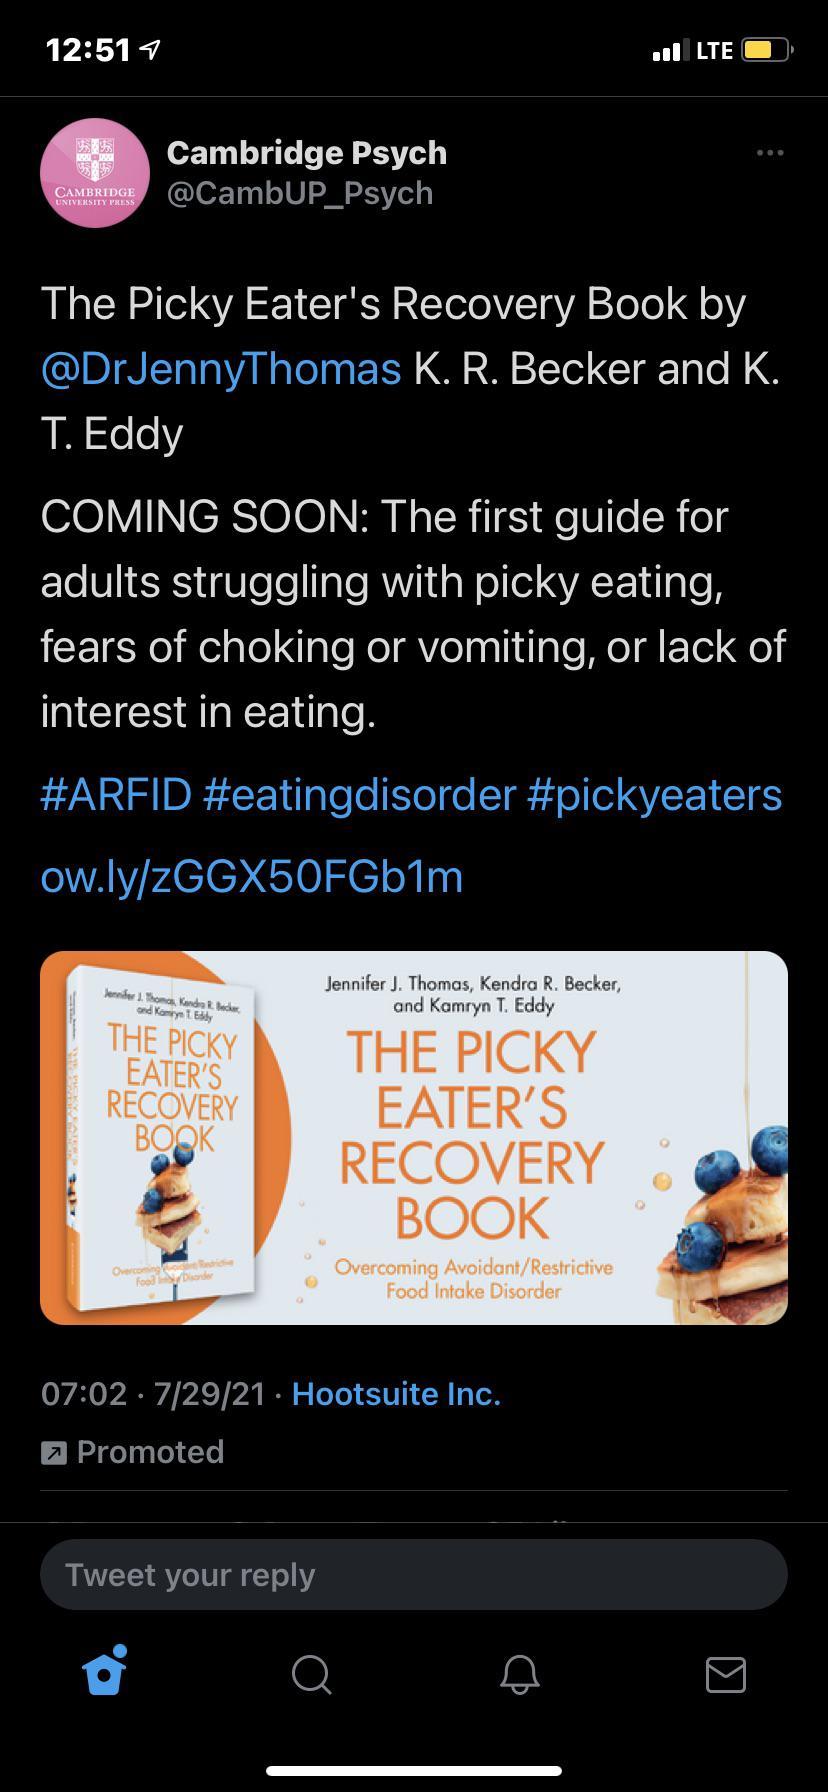 12:51
LTE
CAMBRIDGE
UNIVERSITY PRESS
Cambridge Psych
@CambUP_Psych
The Picky Eater's Recovery Book by
@DrJennyThomas K. R. Becker and K.
T. Eddy
COMING SOON: The first guide for
adults struggling with picky eating,
fears of choking or vomiting, or lack of
interest in eating.
#ARFID #eatingdisorder #pickyeaters
ow.ly/zGGX50FGb1m
Jennifer J. Thomas, Kendra R. Becker,
and Kamryn T. Eddy
THE PICKY
EATER'S
RECOVERY
BOOK
Overcoming Avoidant/Restrictive
Food Intake Disorder
Jennifer J. Thomas, Kendra R. Becker,
and Kamryn T. Eddy
THE PICKY
EATER'S
RECOVERY
BOOK
Overcoming Avoidant/Restrictive
Food Intake Disorder
07:02 · 7/29/21 · Hootsuite Inc.
Promoted
Tweet your reply